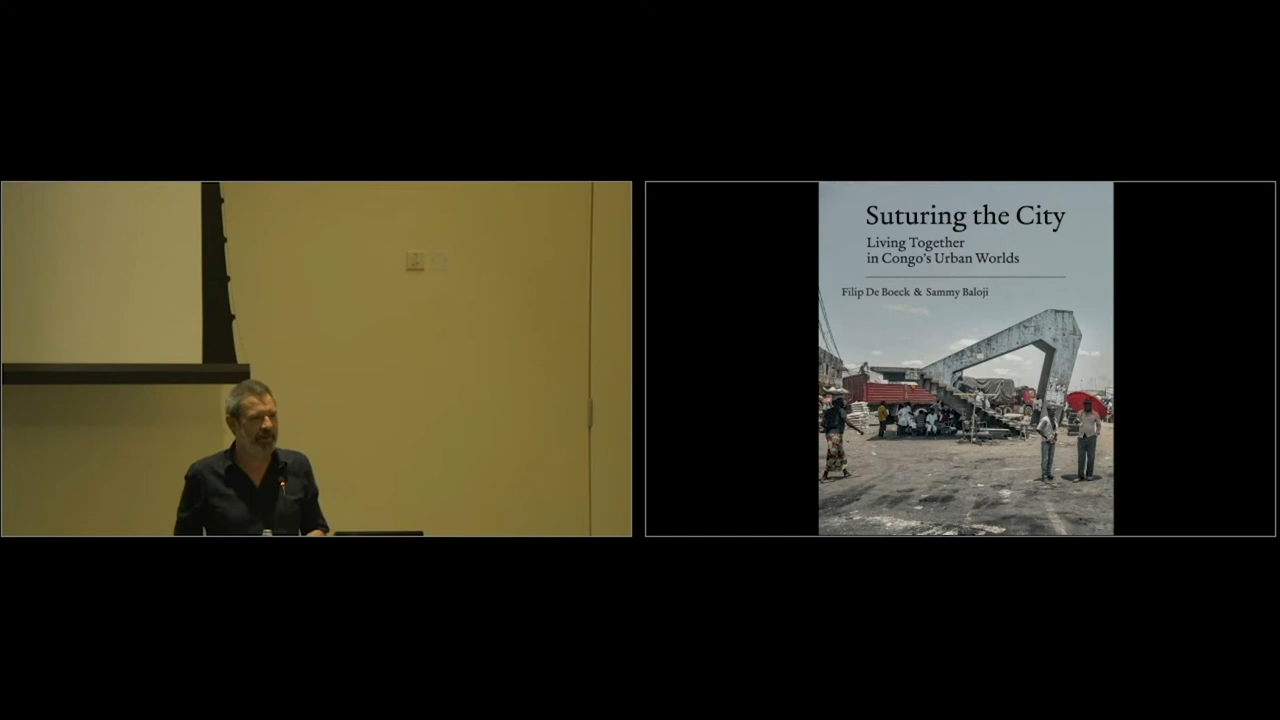 Suturing the City
Living Together
in Congo's Urban Worlds
Filip De Boeck & Sammy Baloji